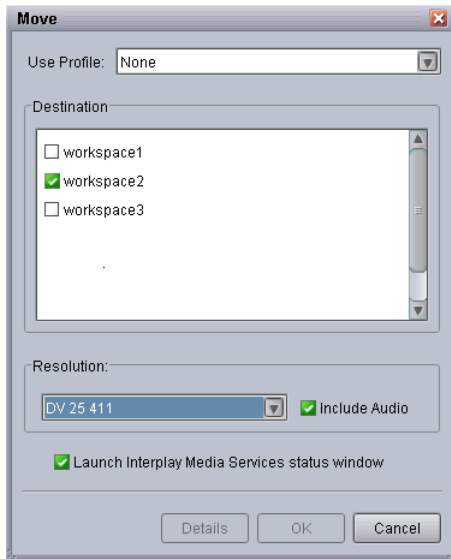 Move
Use Profile: None
Destination
workspace1
workspace2
workspace3
Resolution:
DV 25 411 Include Audio
Launch Interplay Media Services status window
Details OK Cancel